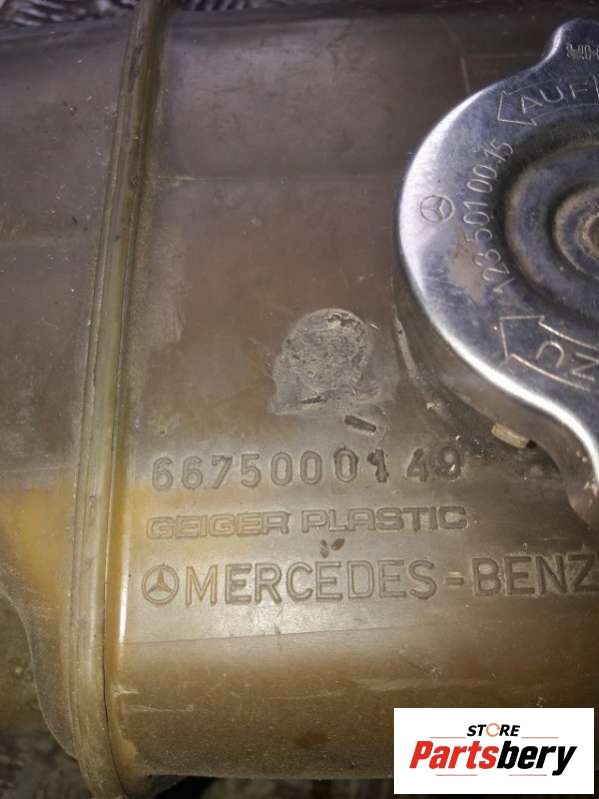 AUF
123 501 00 15
ZU
6675000149
GEIGER PLASTIC
MERCEDES-BENZ
STORE
Partsbery